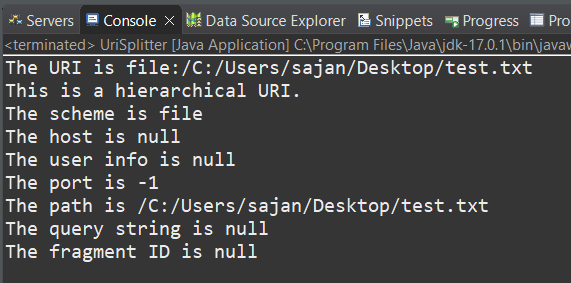 Servers Console Data Source Explorer Snippets Progress
<terminated> UriSplitter [Java Application] C:\Program Files\Java\jdk-17.0.1\bin\javaw
The URI is file:/C:/Users/sajan/Desktop/test.txt
This is a hierarchical URI.
The scheme is file
The host is null
The user info is null
The port is -1
The path is /C:/Users/sajan/Desktop/test.txt
The query string is null
The fragment ID is null